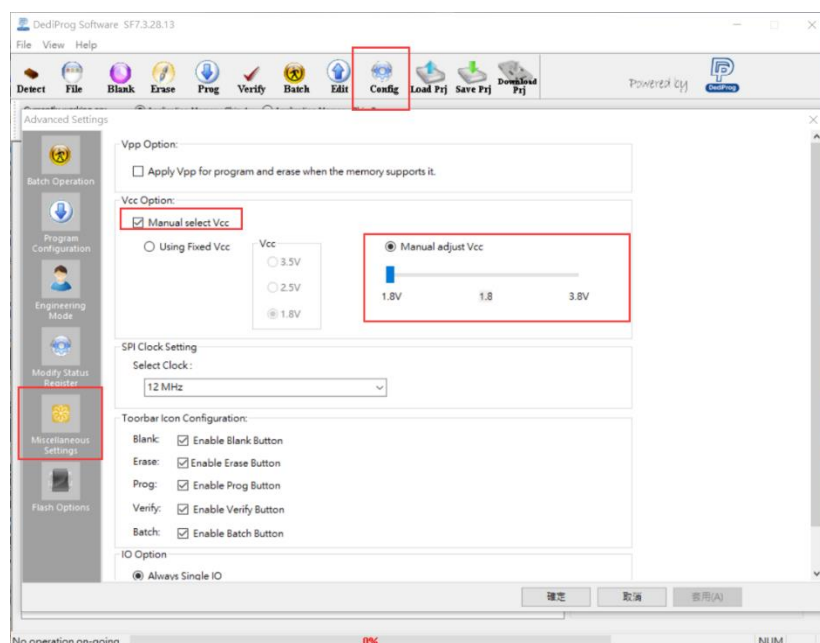 DediProg Software SF7.3.28.13
File View Help
Detect File Blank Erase Prog Verify Batch Edit Config Load Prj Save Prj Download Prj
Powered by DediProg
Advanced Settings
Batch Operation
Program Configuration
Engineering Mode
Modify Status Register
Miscellaneous Settings
Flash Options
Vpp Option:
Apply Vpp for program and erase when the memory supports it.
Vcc Option:
Manual select Vcc
Using Fixed Vcc
Vcc
3.5V
2.5V
1.8V
Manual adjust Vcc
1.8V 1.8 3.8V
SPI Clock Setting
Select Clock :
12 MHz
Toorbar Icon Configuration:
Blank: Enable Blank Button
Erase: Enable Erase Button
Prog: Enable Prog Button
Verify: Enable Verify Button
Batch: Enable Batch Button
IO Option
Always Single IO
確定 取消 套用(A)
No operation on-going 0% NUM